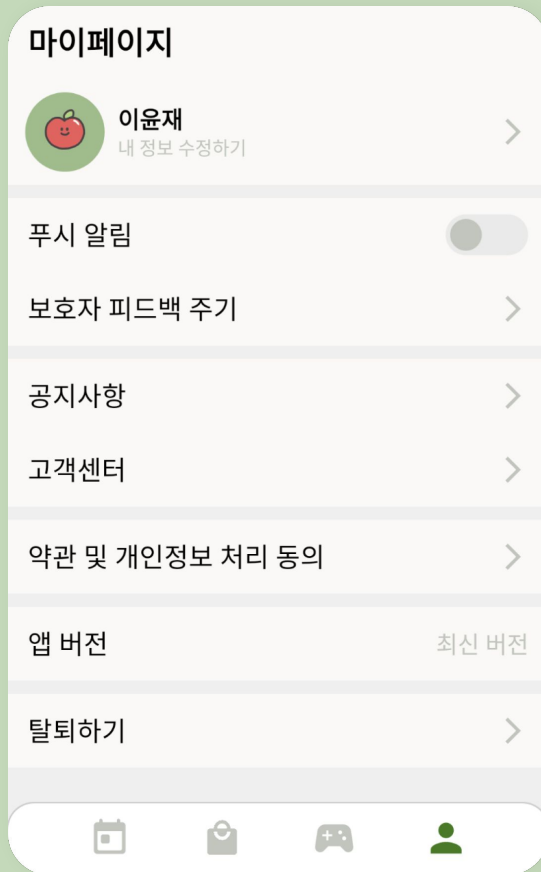 마이페이지
이윤재
내 정보 수정하기
푸시 알림
보호자 피드백 주기
공지사항
고객센터
약관 및 개인정보 처리 동의
앱 버전 최신 버전
탈퇴하기